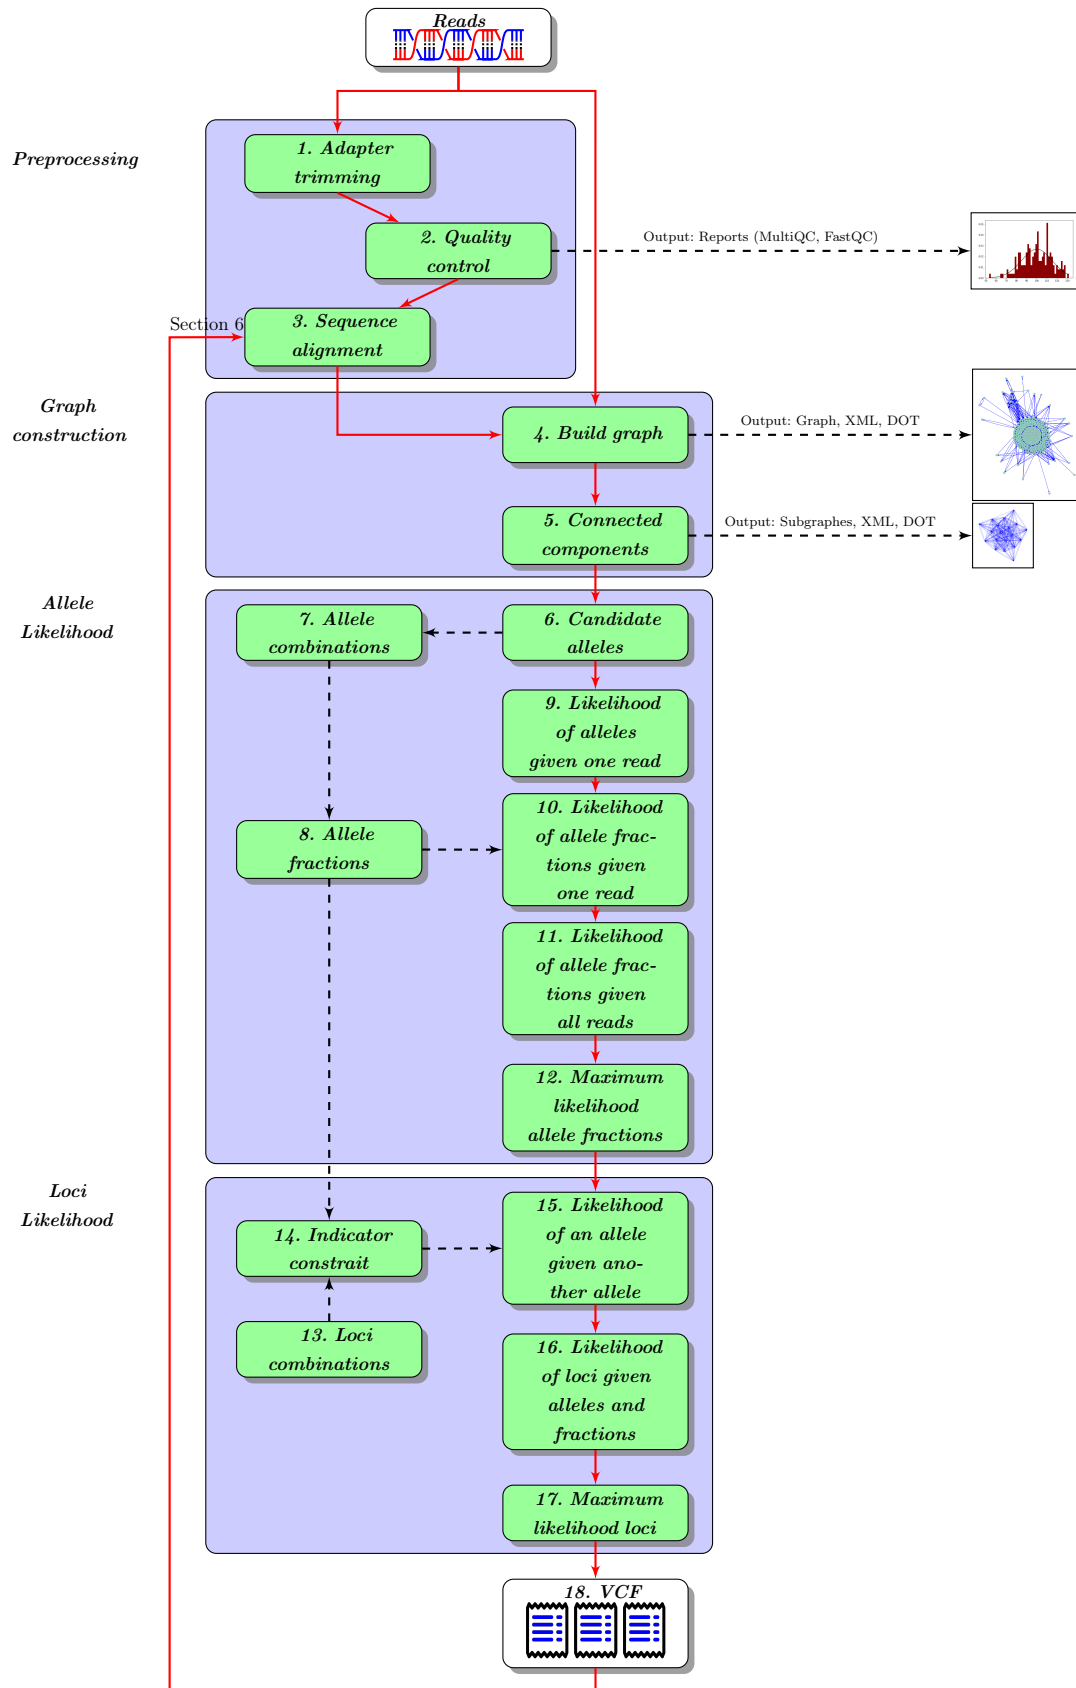 Reads
Preprocessing
1. Adapter
trimming
2. Quality
control
Output: Reports (MultiQC, FastQC)
Section 6
3. Sequence
alignment
Graph
construction
4. Build graph
Output: Graph, XML, DOT
5. Connected
components
Output: Subgraphes, XML, DOT
Allele
Likelihood
7. Allele
combinations
6. Candidate
alleles
9. Likelihood
of alleles
given one read
8. Allele
fractions
10. Likelihood
of allele frac-
tions given
one read
11. Likelihood
of allele frac-
tions given
all reads
12. Maximum
likelihood
allele fractions
Loci
Likelihood
14. Indicator
constrait
15. Likelihood
of an allele
given ano-
ther allele
13. Loci
combinations
16. Likelihood
of loci given
alleles and
fractions
17. Maximum
likelihood loci
18. VCF